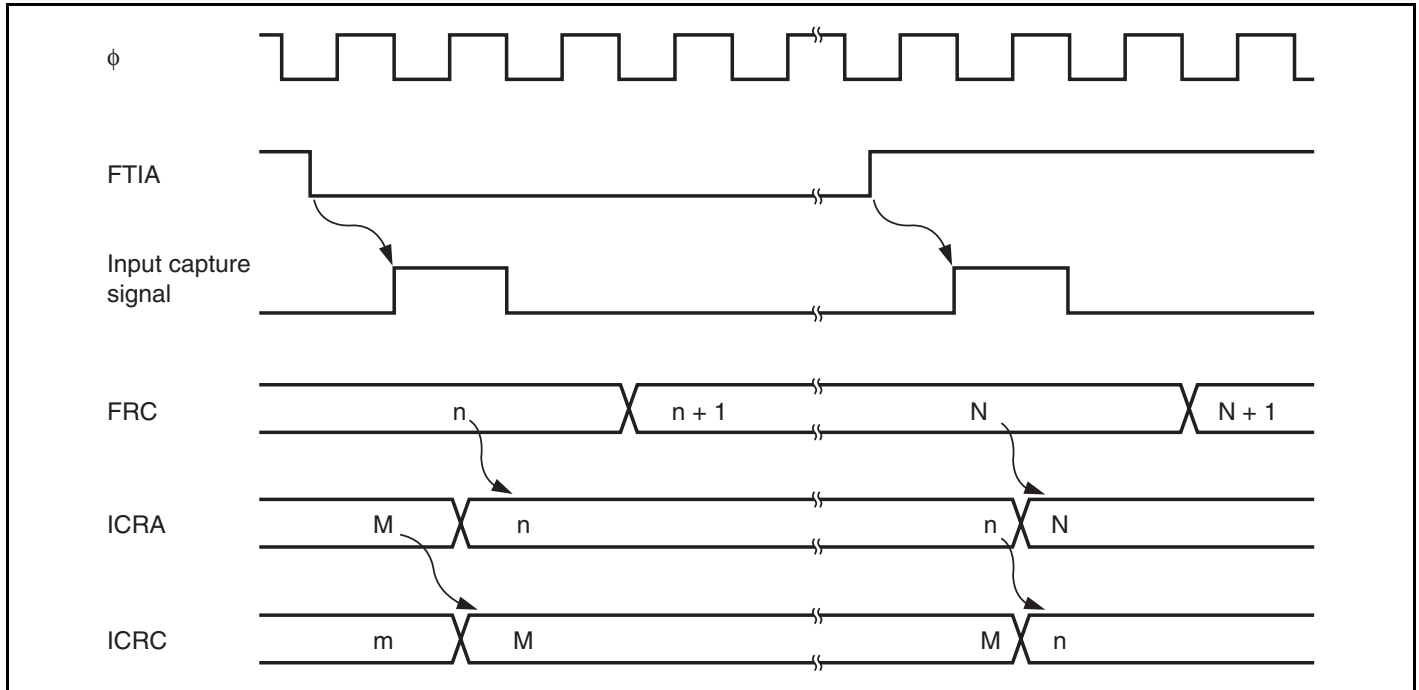 ϕ
FTIA
Input capture
signal
FRC n n + 1 N N + 1
ICRA M n n N
ICRC m M M n